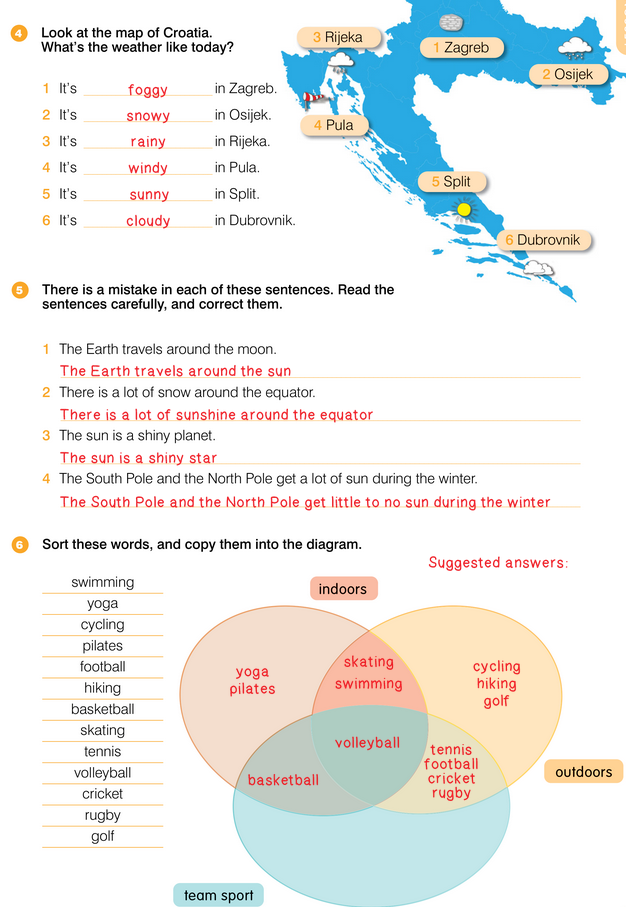 4 Look at the map of Croatia.
What's the weather like today?
1 It's foggy in Zagreb.
2 It's snowy in Osijek.
3 It's rainy in Rijeka.
4 It's windy in Pula.
5 It's sunny in Split.
6 It's cloudy in Dubrovnik.
3 Rijeka
1 Zagreb
2 Osijek
4 Pula
5 Split
6 Dubrovnik
5 There is a mistake in each of these sentences. Read the
sentences carefully, and correct them.
1 The Earth travels around the moon.
The Earth travels around the sun
2 There is a lot of snow around the equator.
There is a lot of sunshine around the equator
3 The sun is a shiny planet.
The sun is a shiny star
4 The South Pole and the North Pole get a lot of sun during the winter.
The South Pole and the North Pole get little to no sun during the winter
6 Sort these words, and copy them into the diagram.
Suggested answers:
swimming
yoga
cycling
pilates
football
hiking
basketball
skating
tennis
volleyball
cricket
rugby
golf
indoors
yoga
pilates
skating
swimming
cycling
hiking
golf
volleyball
basketball
tennis
football
cricket
rugby
outdoors
team sport